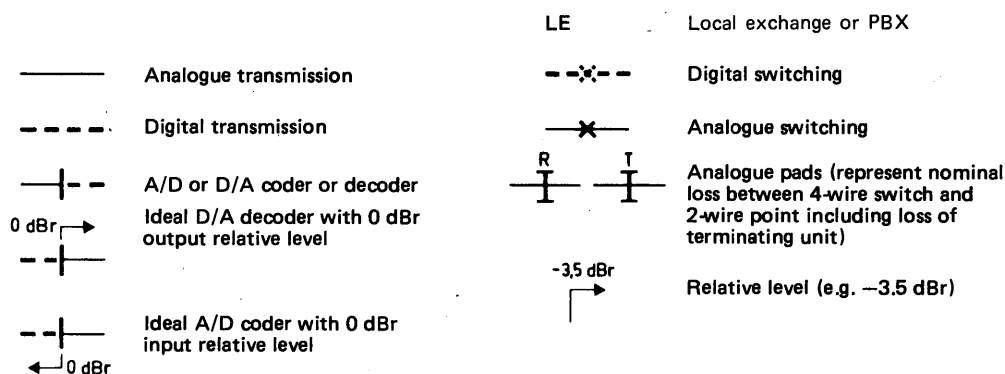 Analogue transmission
Digital transmission
A/D or D/A coder or decoder
0 dBr
Ideal D/A decoder with 0 dBr
output relative level
Ideal A/D coder with 0 dBr
input relative level
0 dBr
LE
Local exchange or PBX
Digital switching
Analogue switching
R T
Analogue pads (represent nominal
loss between 4-wire switch and
2-wire point including loss of
terminating unit)
-3,5 dBr
Relative level (e.g. −3.5 dBr)